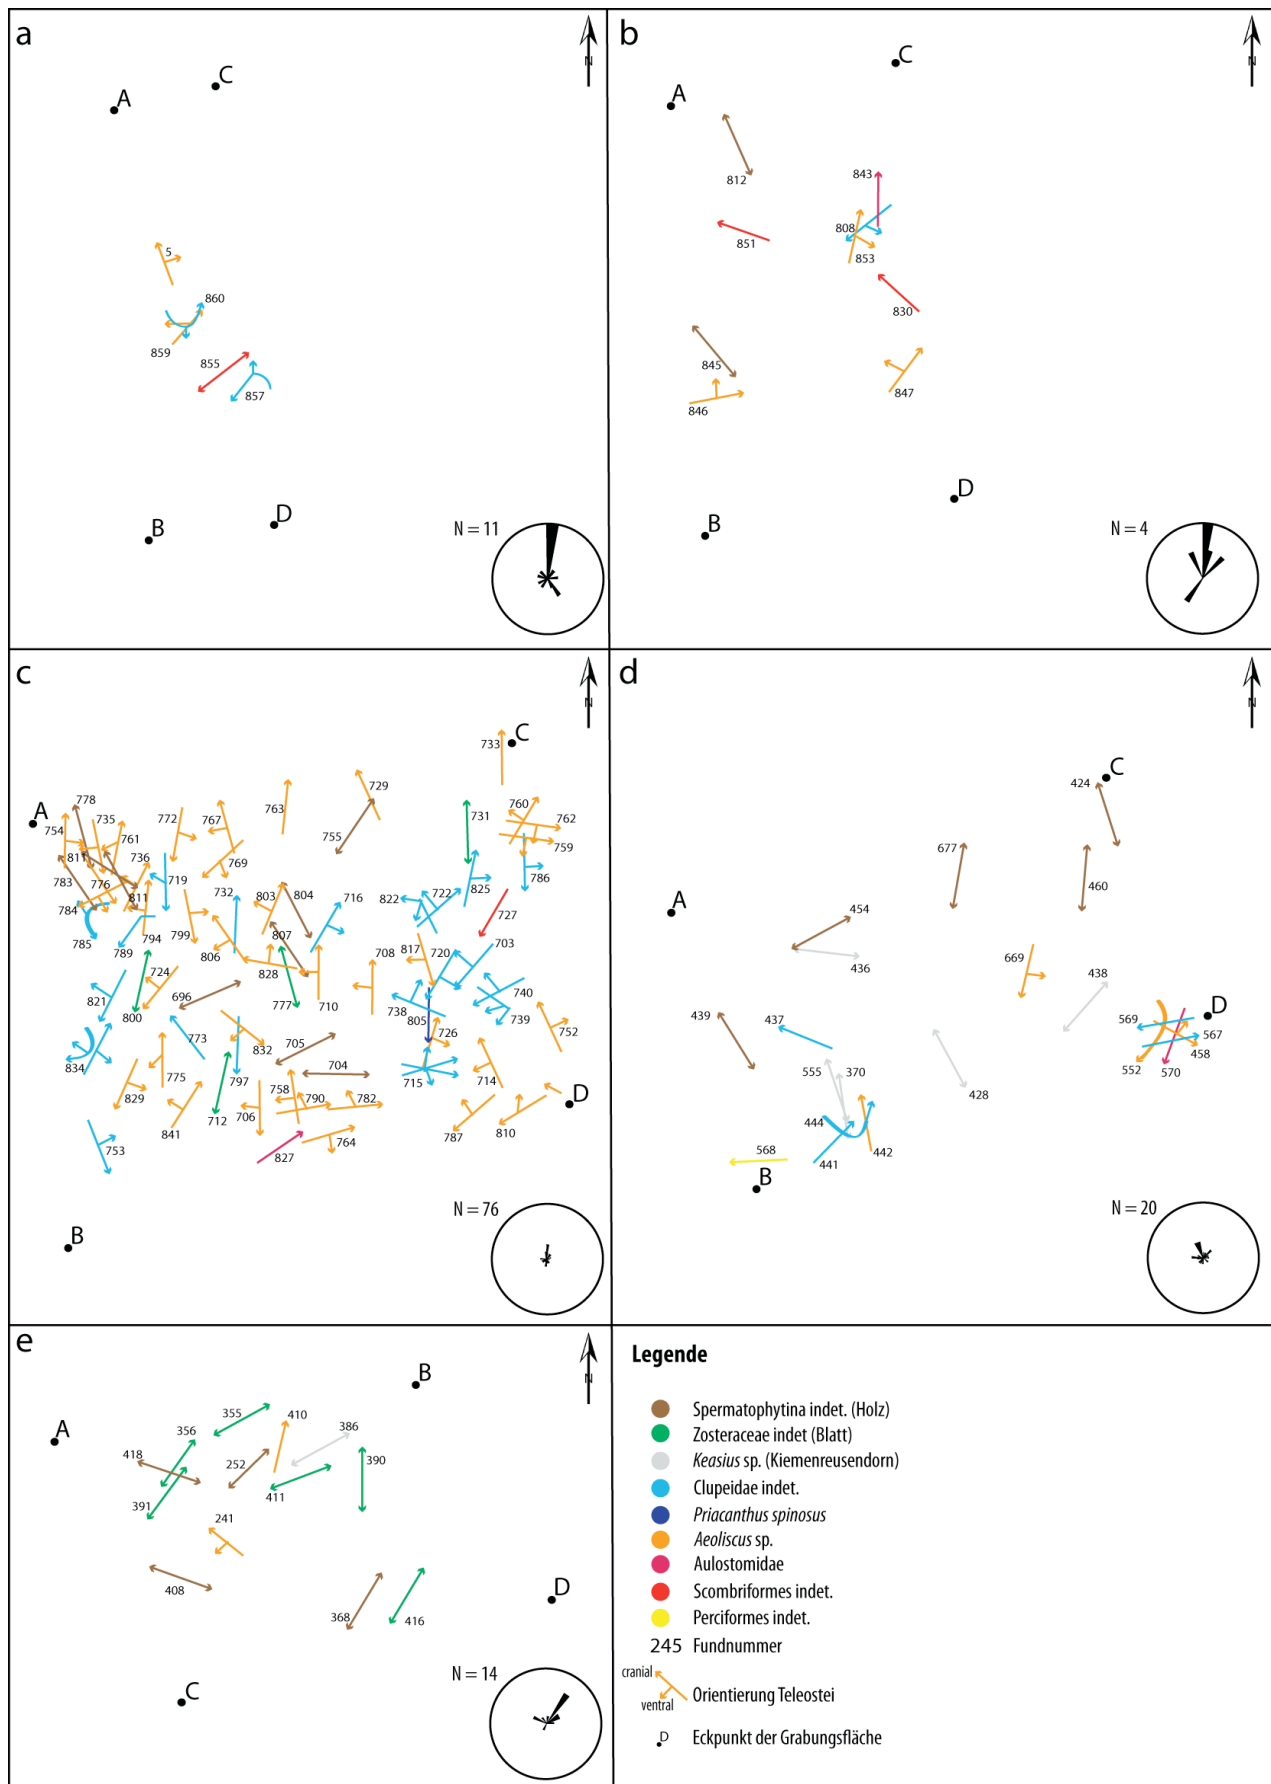 a
N
C
A
5
860
859
855
857
B
D
N = 11
b
N
C
A
812
843
851
808
853
830
845
846
847
D
B
N = 4
c
N
C
733
A
778
754
735
761
772
767
763
729
755
731
760
762
759
811
736
783
776
769
719
811
784
785
789
794
799
732
803
804
716
822
722
825
786
727
807
806
828
710
708
817
720
703
724
696
777
821
800
738
805
740
739
773
832
705
726
752
834
775
797
704
715
714
829
758
790
782
841
712
706
787
810
D
753
827
764
B
N = 76
d
N
C
424
677
460
A
454
436
669
438
D
439
437
569
567
458
552
570
555
370
428
444
441
442
568
B
N = 20
e
N
B
A
355
410
356
386
418
252
390
391
411
241
408
368
416
D
C
N = 14
Legende
Spermatophytina indet. (Holz)
Zosteraceae indet (Blatt)
Keasius sp. (Kiemenreusendorn)
Clupeidae indet.
Priacanthus spinosus
Aeoliscus sp.
Aulostomidae
Scombriformes indet.
Perciformes indet.
245 Fundnummer
cranial
ventral
Orientierung Teleostei
D Eckpunkt der Grabungsfläche